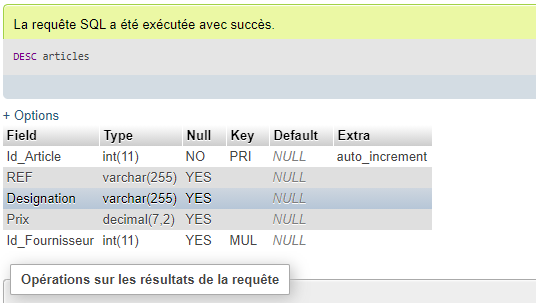 La requête SQL a été exécutée avec succès.
DESC articles
+ Options
Field Type Null Key Default Extra
Id_Article int(11) NO PRI NULL auto_increment
REF varchar(255) YES NULL
Designation varchar(255) YES NULL
Prix decimal(7,2) YES NULL
Id_Fournisseur int(11) YES MUL NULL
Opérations sur les résultats de la requête